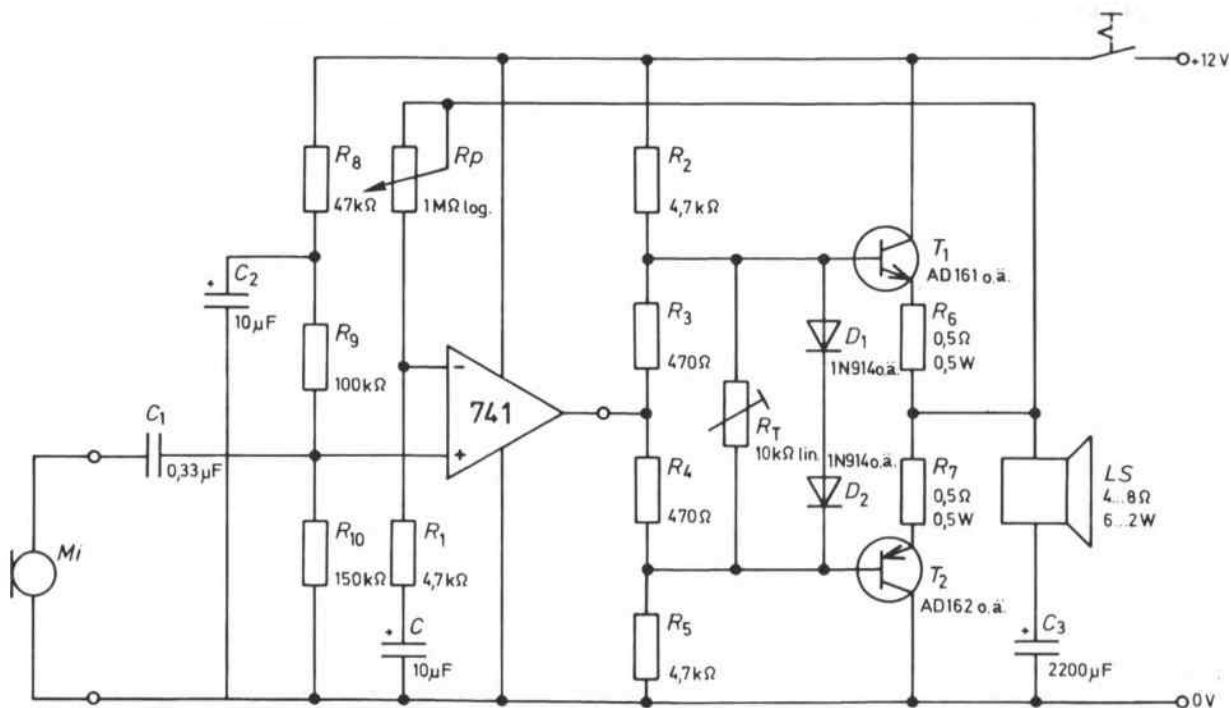 +12V
R8
47kΩ
Rp
1MΩ log.
R2
4,7kΩ
C2
+
10µF
R9
100kΩ
R3
470Ω
D1
1N914o.ä.
T1
AD161 o.ä.
R6
0,5Ω
0,5W
C1
0,33µF
-
741
+
RT
10kΩ lin.
1N914o.ä.
D2
R4
470Ω
R7
0,5Ω
0,5W
LS
4...8Ω
6...2W
Mi
R10
150kΩ
R1
4,7kΩ
T2
AD162 o.ä.
C
+
10µF
R5
4,7kΩ
C3
+
2200µF
0V